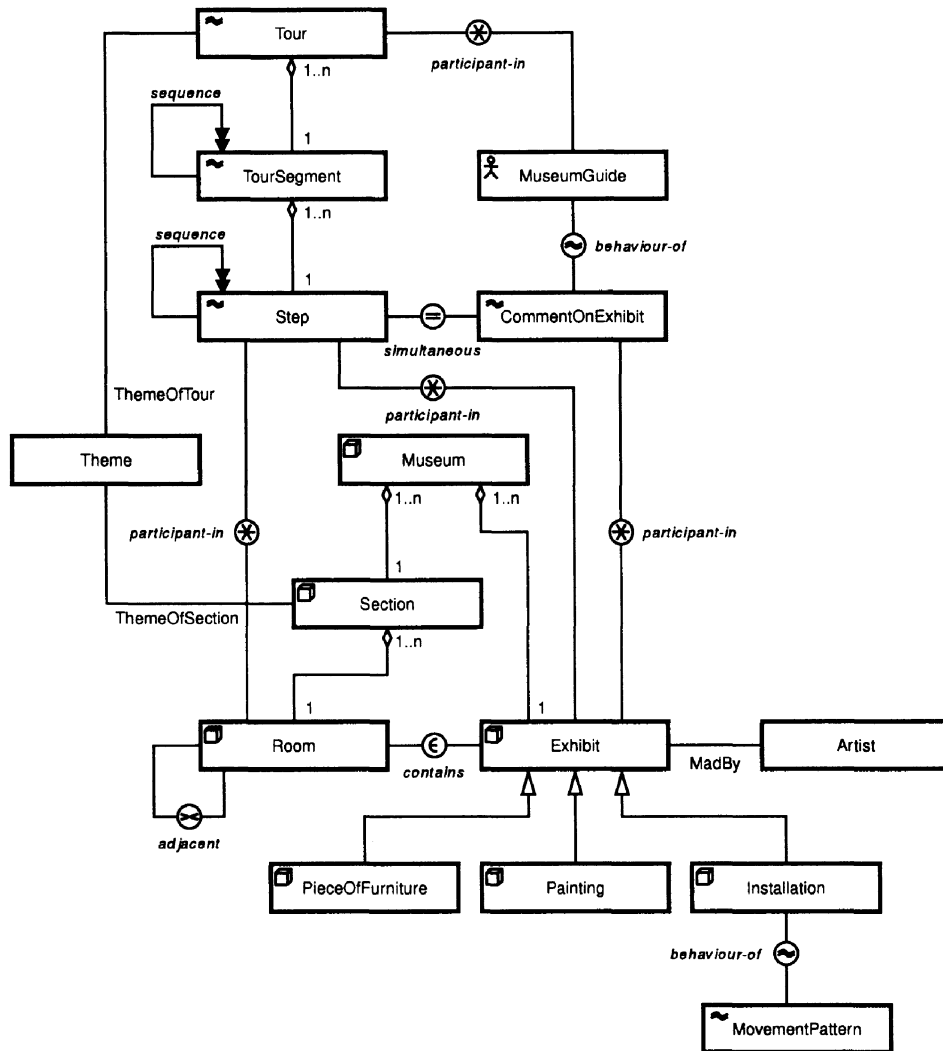 Tour
participant-in
1..n
sequence
1
TourSegment
MuseumGuide
1..n
sequence
behaviour-of
1
Step
CommentOnExhibit
simultaneous
ThemeOfTour
participant-in
Theme
Museum
1..n
1..n
participant-in
participant-in
1
Section
ThemeOfSection
1..n
1
1
Room
Exhibit
Artist
contains
MadBy
adjacent
PieceOfFurniture
Painting
Installation
behaviour-of
MovementPattern